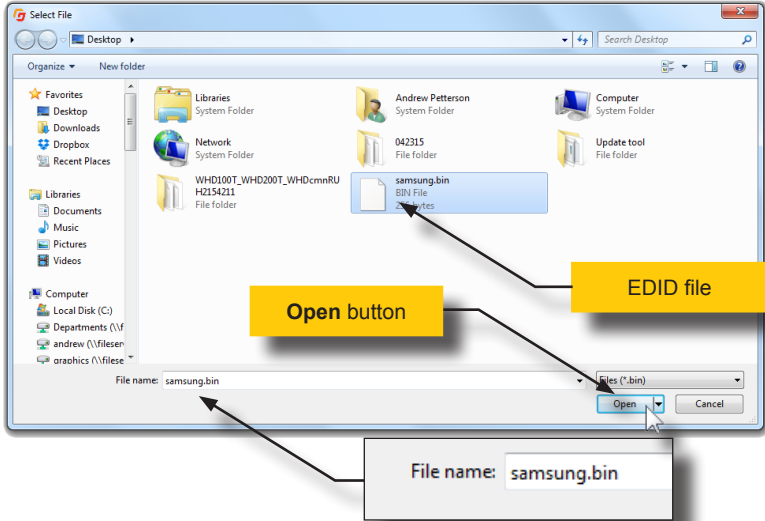 Select File
Desktop
Search Desktop
Organize
New folder
Favorites
Desktop
Downloads
Dropbox
Recent Places
Libraries
Documents
Music
Pictures
Videos
Computer
Local Disk (C:)
Departments (\\f
andrew (\\fileserv
graphics (\\filese
Libraries
System Folder
Andrew Petterson
System Folder
Computer
System Folder
Network
System Folder
042315
File folder
Update tool
File folder
WHD100T_WHD200T_WHDcmnRU
H2154211
File folder
samsung.bin
BIN File
bytes
EDID file
Open button
File name: samsung.bin
Files (*.bin)
Open
Cancel
File name: samsung.bin